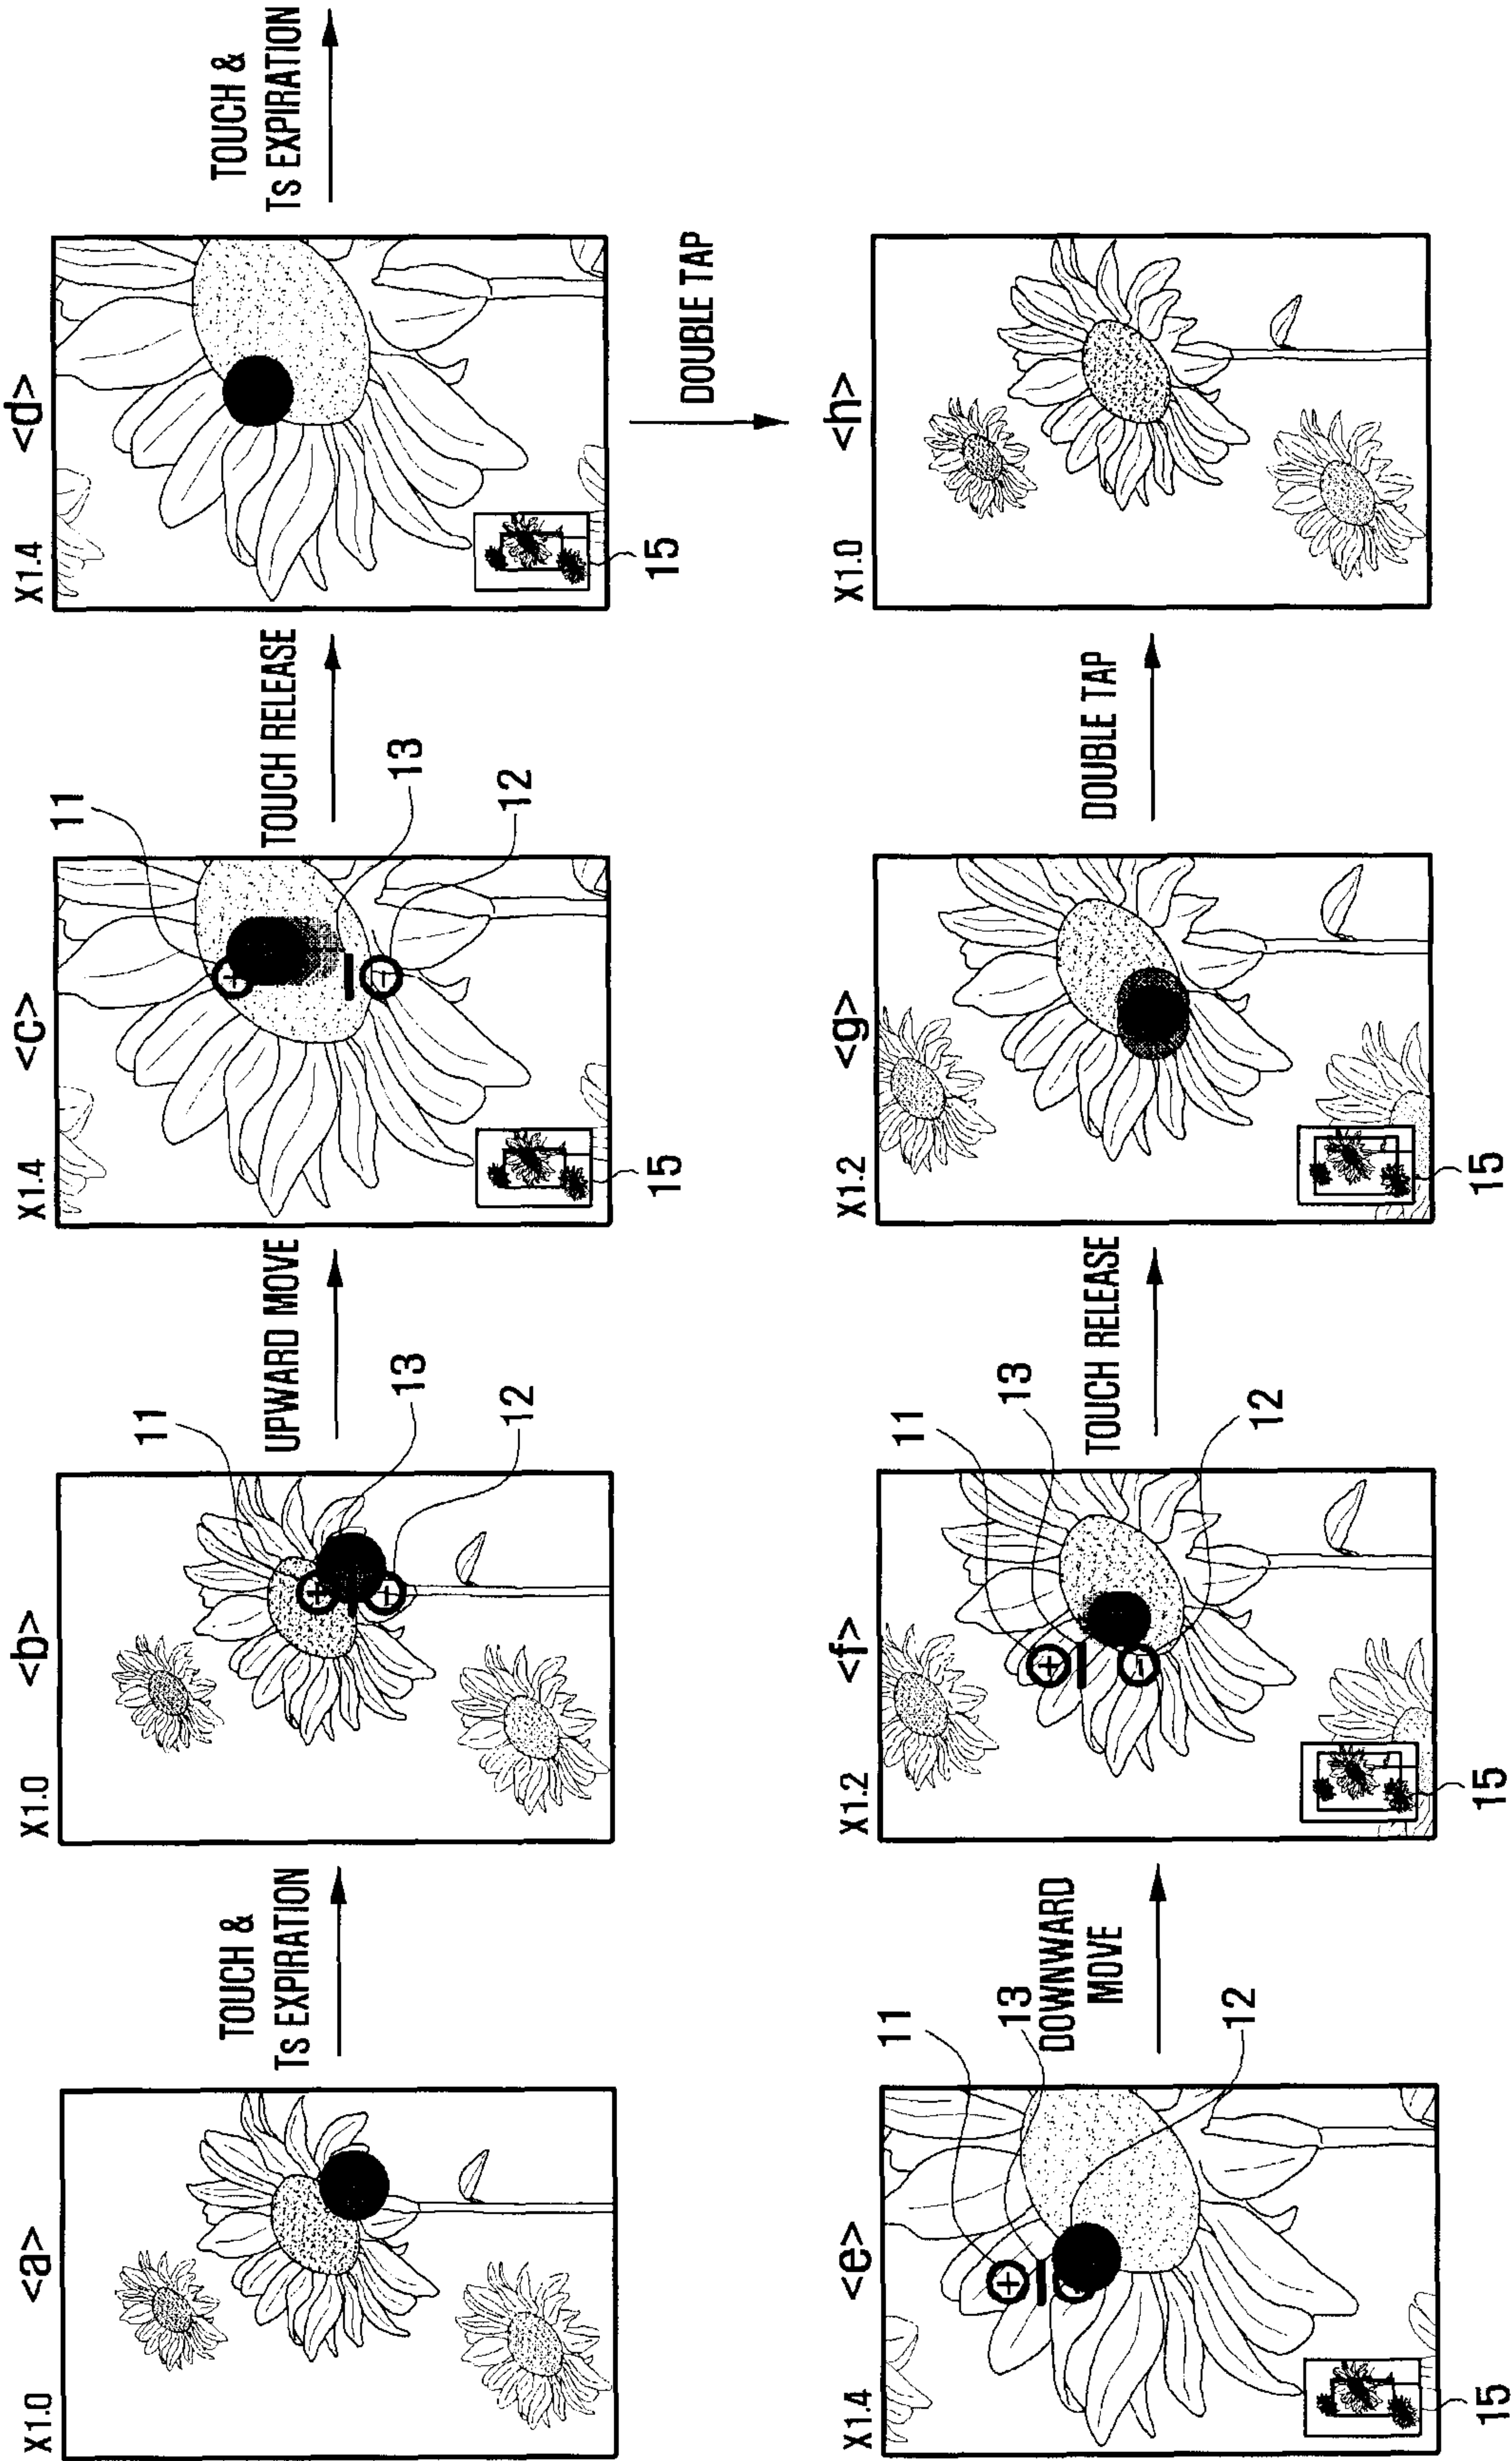 <a>
X1.0
TOUCH &
Ts EXPIRATION
<b>
X1.0
11
13
12
UPWARD MOVE
<c>
X1.4
11
13
12
15
TOUCH RELEASE
<d>
X1.4
15
TOUCH &
Ts EXPIRATION
DOUBLE TAP
<e>
X1.4
11
13
12
15
DOWNWARD
MOVE
<f>
X1.2
11
13
12
15
TOUCH RELEASE
<g>
X1.2
15
DOUBLE TAP
<h>
X1.0